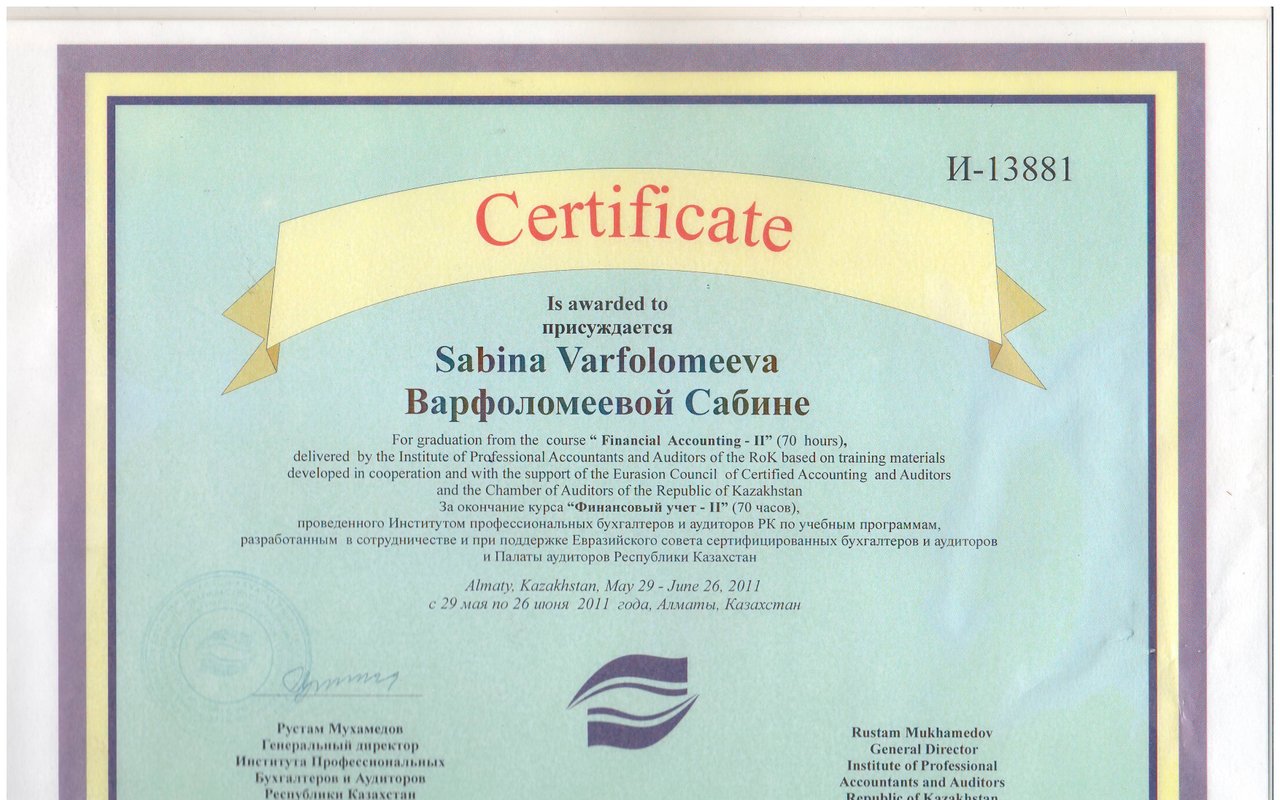 И-13881
Certificate
Is awarded to
присуждается
Sabina Varfolomeeva
Варфоломеевой Сабине
For graduation from the course “ Financial Accounting - II” (70 hours),
delivered by the Institute of Professional Accountants and Auditors of the RoK based on training materials
developed in cooperation and with the support of the Eurasion Council of Certified Accounting and Auditors
and the Chamber of Auditors of the Republic of Kazakhstan
За окончание курса “Финансовый учет - II” (70 часов),
проведенного Институтом профессиональных бухгалтеров и аудиторов РК по учебным программам,
разработанным в сотрудничестве и при поддержке Евразийского совета сертифицированных бухгалтеров и аудиторов
и Палаты аудиторов Республики Казахстан
Almaty, Kazakhstan, May 29 - June 26, 2011
с 29 мая по 26 июня 2011 года, Алматы, Казахстан
Рустам Мухамедов
Генеральный директор
Института Профессиональных
Бухгалтеров и Аудиторов
Республики Казахстан
Rustam Mukhamedov
General Director
Institute of Professional
Accountants and Auditors
Republic of Kazakhstan